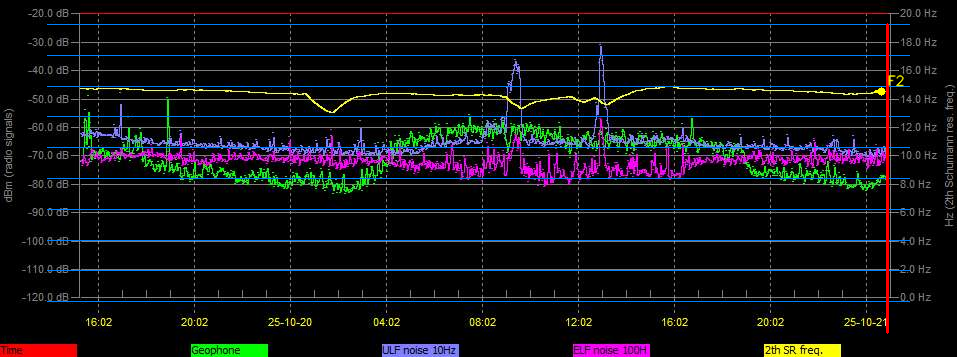 -20.0 dB 20.0 Hz
-30.0 dB 18.0 Hz
-40.0 dB 16.0 Hz
F2
-50.0 dB 14.0 Hz
-60.0 dB 12.0 Hz
-70.0 dB 10.0 Hz
-80.0 dB 8.0 Hz
-90.0 dB 6.0 Hz
-100.0 dB 4.0 Hz
-110.0 dB 2.0 Hz
-120.0 dB 0.0 Hz
dBm (radio signals)
Hz (2th Schumann res. freq.)
16:02 20:02 25-10-20 04:02 08:02 12:02 16:02 20:02 25-10-21
Time Geophone ULF noise 10Hz ELF noise 100H 2th SR freq.